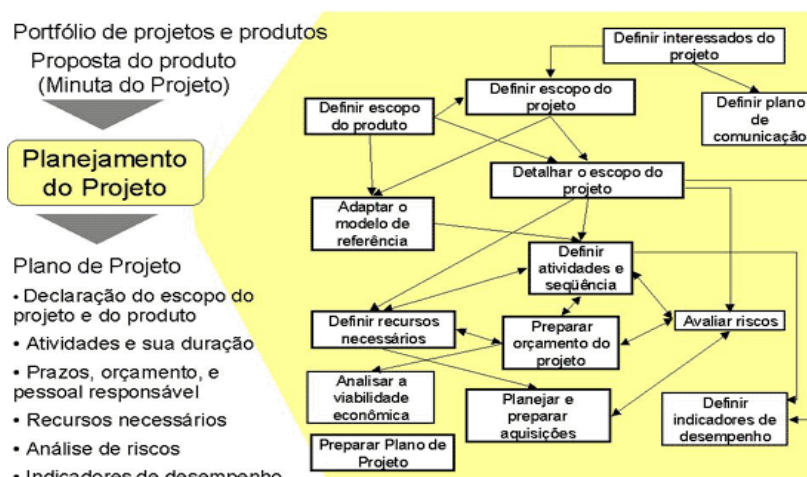 Portfólio de projetos e produtos
Proposta do produto
(Minuta do Projeto)
Planejamento
do Projeto
Plano de Projeto
• Declaração do escopo do
projeto e do produto
• Atividades e sua duração
• Prazos, orçamento, e
pessoal responsável
• Recursos necessários
• Análise de riscos
• Indicadores de desempenho
Definir interessados do
projeto
Definir escopo do
projeto
Definir escopo
do produto
Definir plano
de
comunicação
Detalhar o escopo do
projeto
Adaptar o
modelo de
referência
Definir
atividades e
seqüência
Definir recursos
necessários
Preparar
orçamento do
projeto
Avaliar riscos
Analisar a
viabilidade
econômica
Planejar e
preparar
aquisições
Definir
indicadores de
desempenho
Preparar Plano de
Projeto